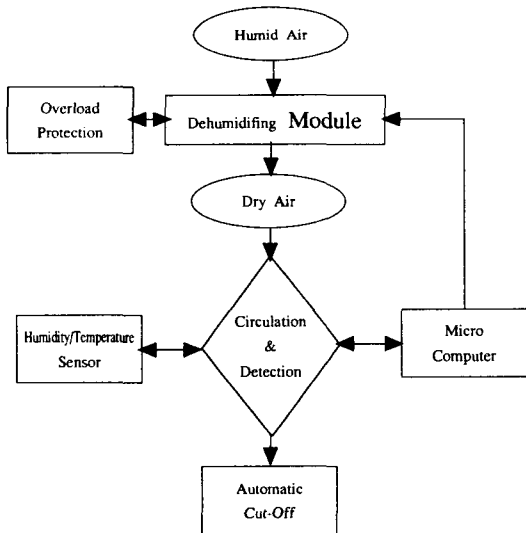 Humid Air
Overload
Protection
Dehumidifing Module
Dry Air
Circulation
&
Detection
Humidity/Temperature
Sensor
Micro
Computer
Automatic
Cut-Off